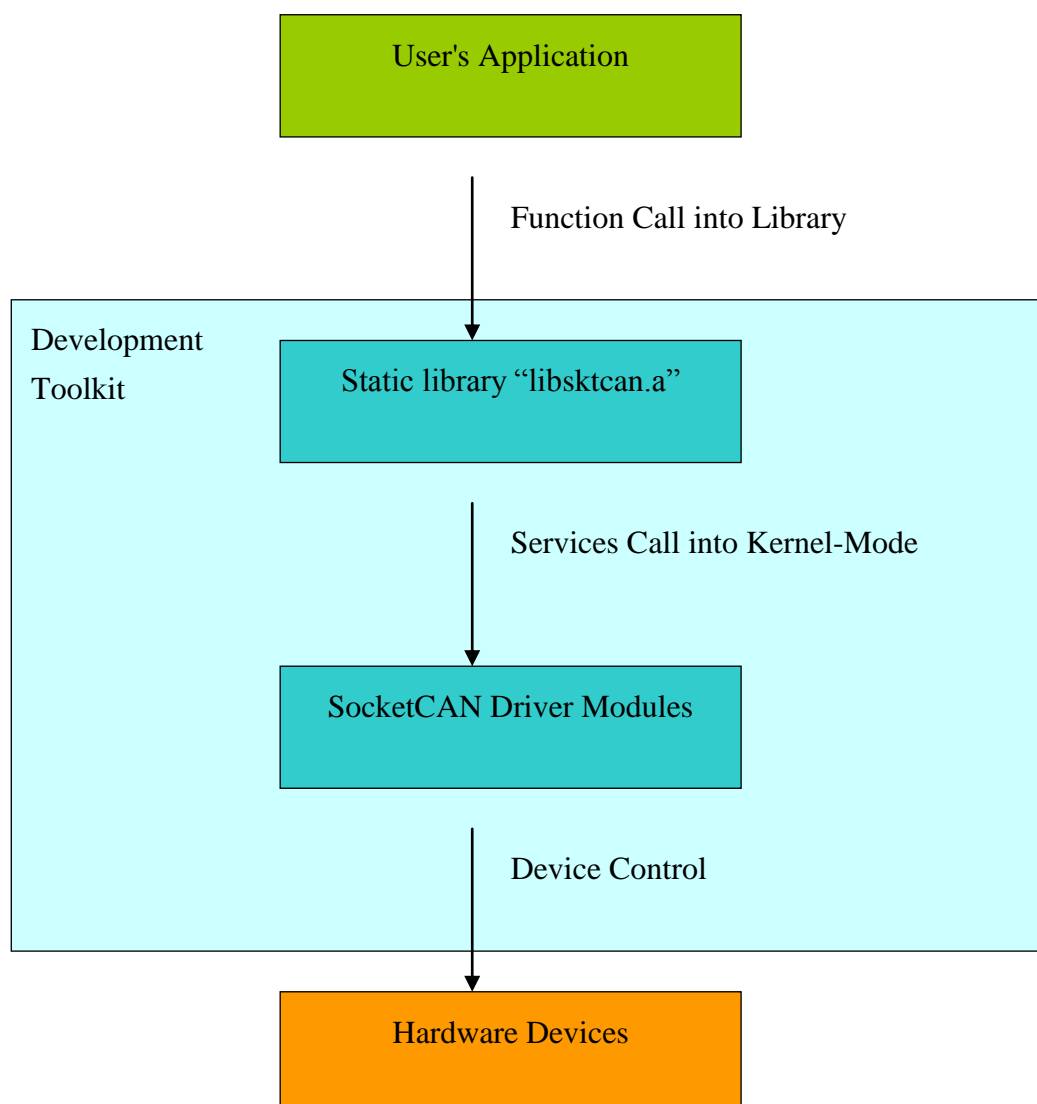 User's Application
Function Call into Library
Development
Toolkit
Static library “libsktcan.a”
Services Call into Kernel-Mode
SocketCAN Driver Modules
Device Control
Hardware Devices